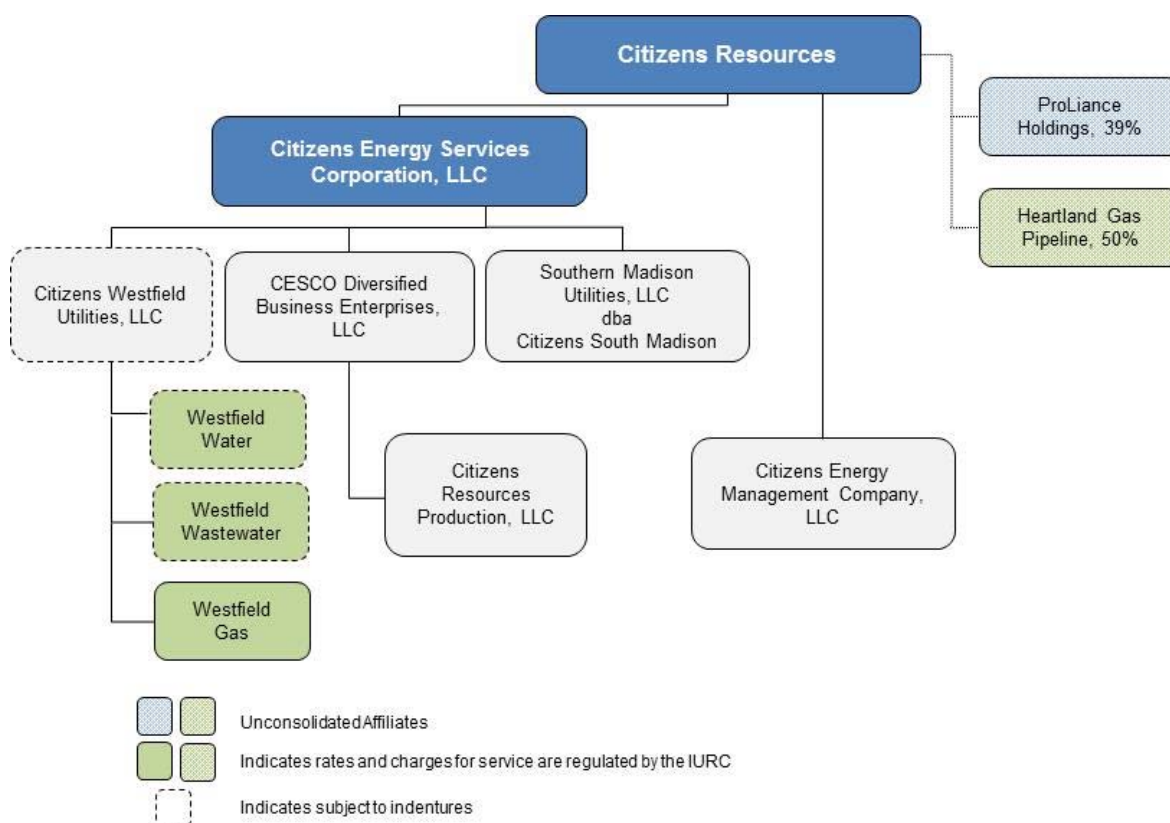 Citizens Resources
ProLiance
Holdings, 39%
Citizens Energy Services
Corporation, LLC
Heartland Gas
Pipeline, 50%
Citizens Westfield
Utilities, LLC
CESCO Diversified
Business Enterprises,
LLC
Southern Madison
Utilities, LLC
dba
Citizens South Madison
Westfield
Water
Westfield
Wastewater
Westfield
Gas
Citizens
Resources
Production, LLC
Citizens Energy
Management Company,
LLC
Unconsolidated Affiliates
Indicates rates and charges for service are regulated by the IURC
Indicates subject to indentures